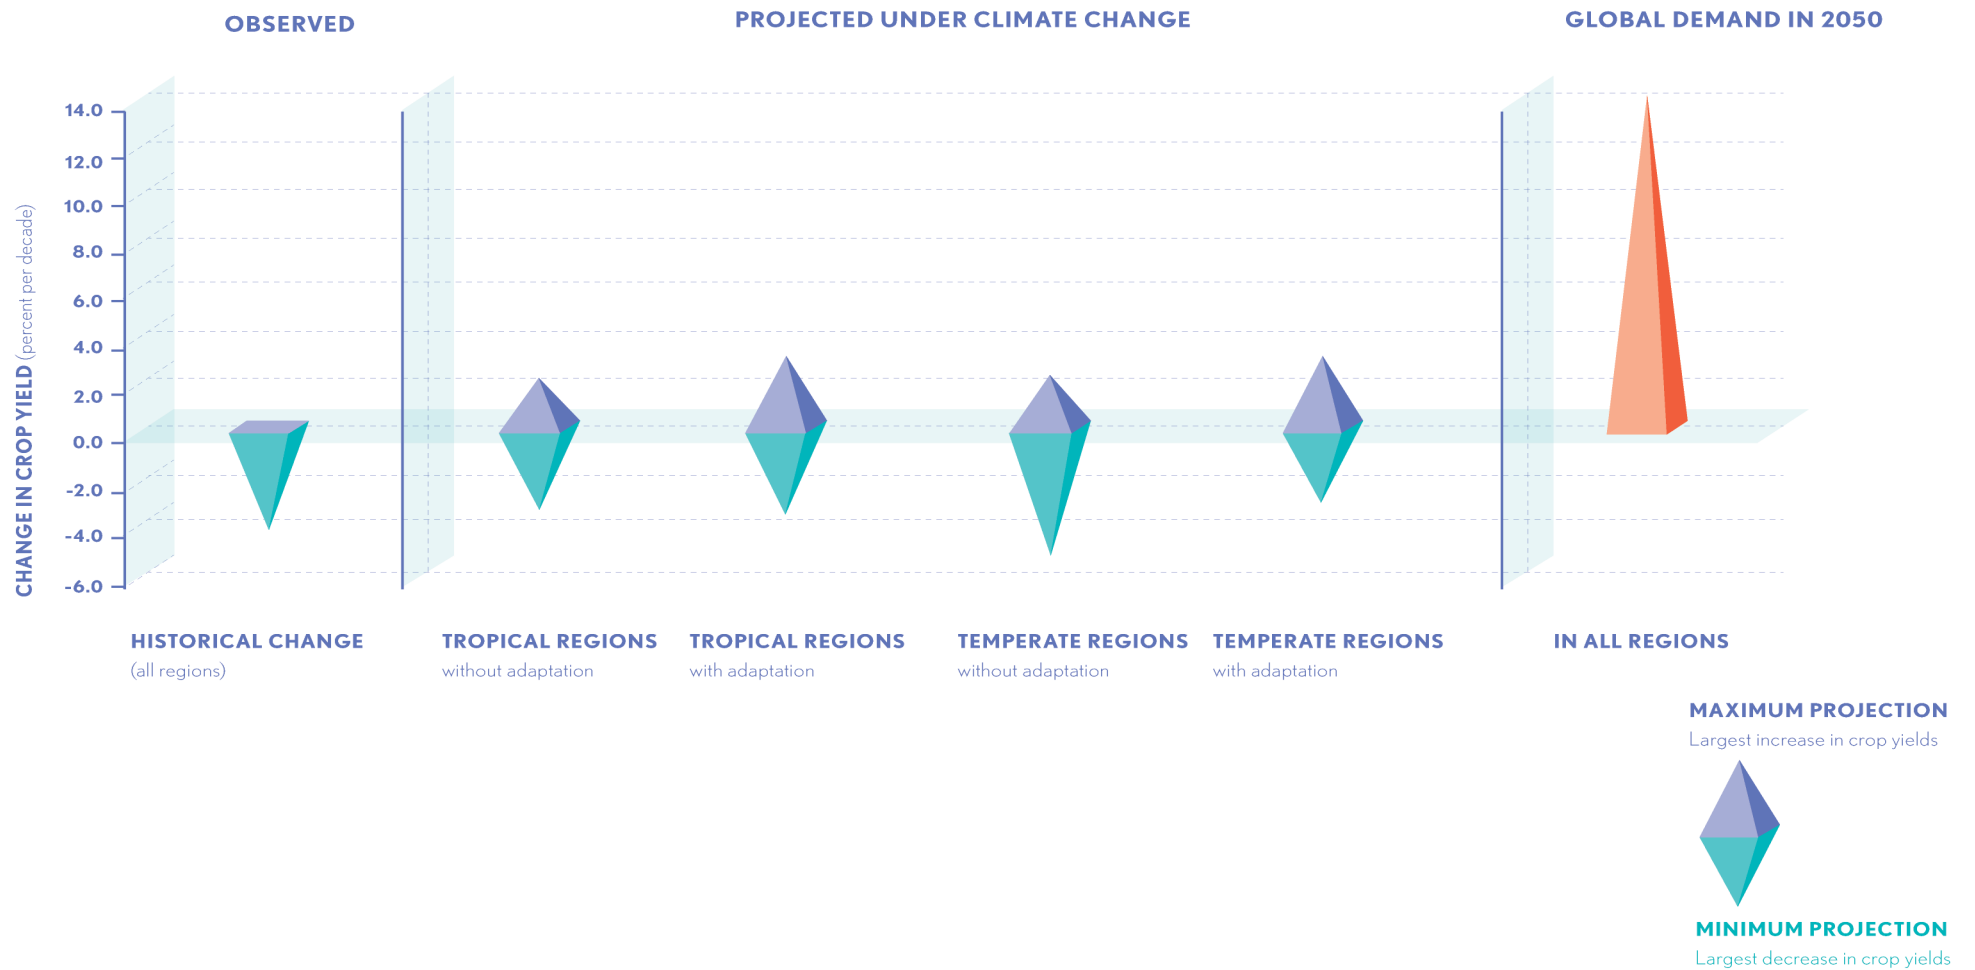 OBSERVED
PROJECTED UNDER CLIMATE CHANGE
GLOBAL DEMAND IN 2050
CHANGE IN CROP YIELD (percent per decade)
14.0
12.0
10.0
8.0
6.0
4.0
2.0
0.0
-2.0
-4.0
-6.0
HISTORICAL CHANGE
(all regions)
TROPICAL REGIONS
without adaptation
TROPICAL REGIONS
with adaptation
TEMPERATE REGIONS
without adaptation
TEMPERATE REGIONS
with adaptation
IN ALL REGIONS
MAXIMUM PROJECTION
Largest increase in crop yields
MINIMUM PROJECTION
Largest decrease in crop yields